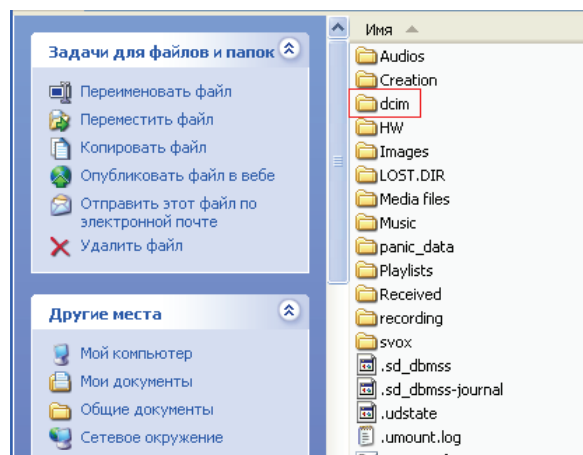 Задачи для файлов и папок
Переименовать файл
Переместить файл
Копировать файл
Опубликовать файл в вебе
Отправить этот файл по
электронной почте
Удалить файл
Другие места
Мой компьютер
Мои документы
Общие документы
Сетевое окружение
Имя
Audios
Creation
dcim
HW
Images
LOST.DIR
Media files
Music
panic_data
Playlists
Received
recording
svox
.sd_dbmss
.sd_dbmss-journal
.udstate
.umount.log